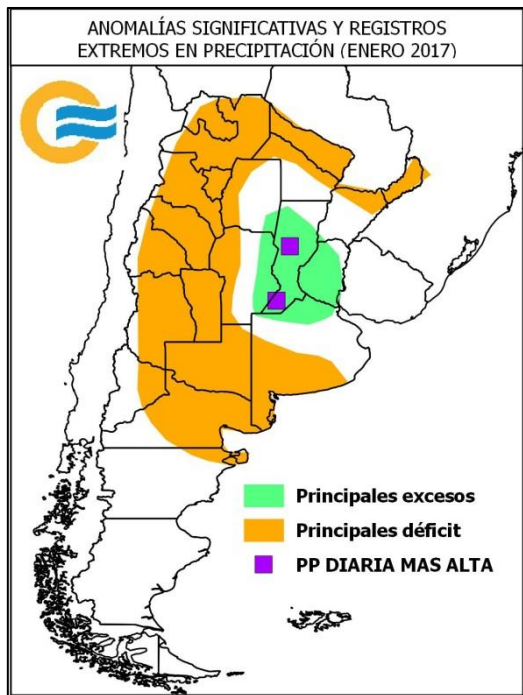 ANOMALÍAS SIGNIFICATIVAS Y REGISTROS
EXTREMOS EN PRECIPITACIÓN (ENERO 2017)
Principales excesos
Principales déficit
PP DIARIA MAS ALTA